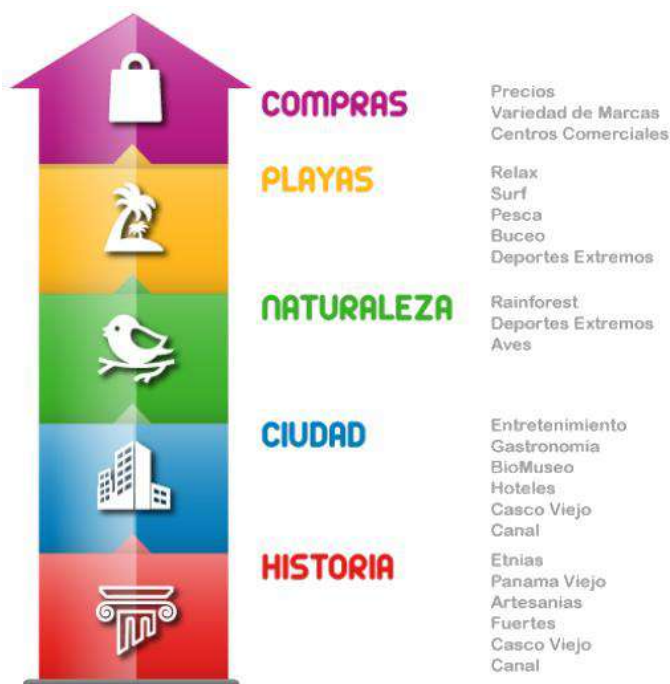 COMPRAS
Precios
Variedad de Marcas
Centros Comerciales
PLAYAS
Relax
Surf
Pesca
Buceo
Deportes Extremos
NATURALEZA
Rainforest
Deportes Extremos
Aves
CIUDAD
Entretenimiento
Gastronomia
BioMuseo
Hoteles
Casco Viejo
Canal
HISTORIA
Etnias
Panama Viejo
Artesanias
Fuertes
Casco Viejo
Canal